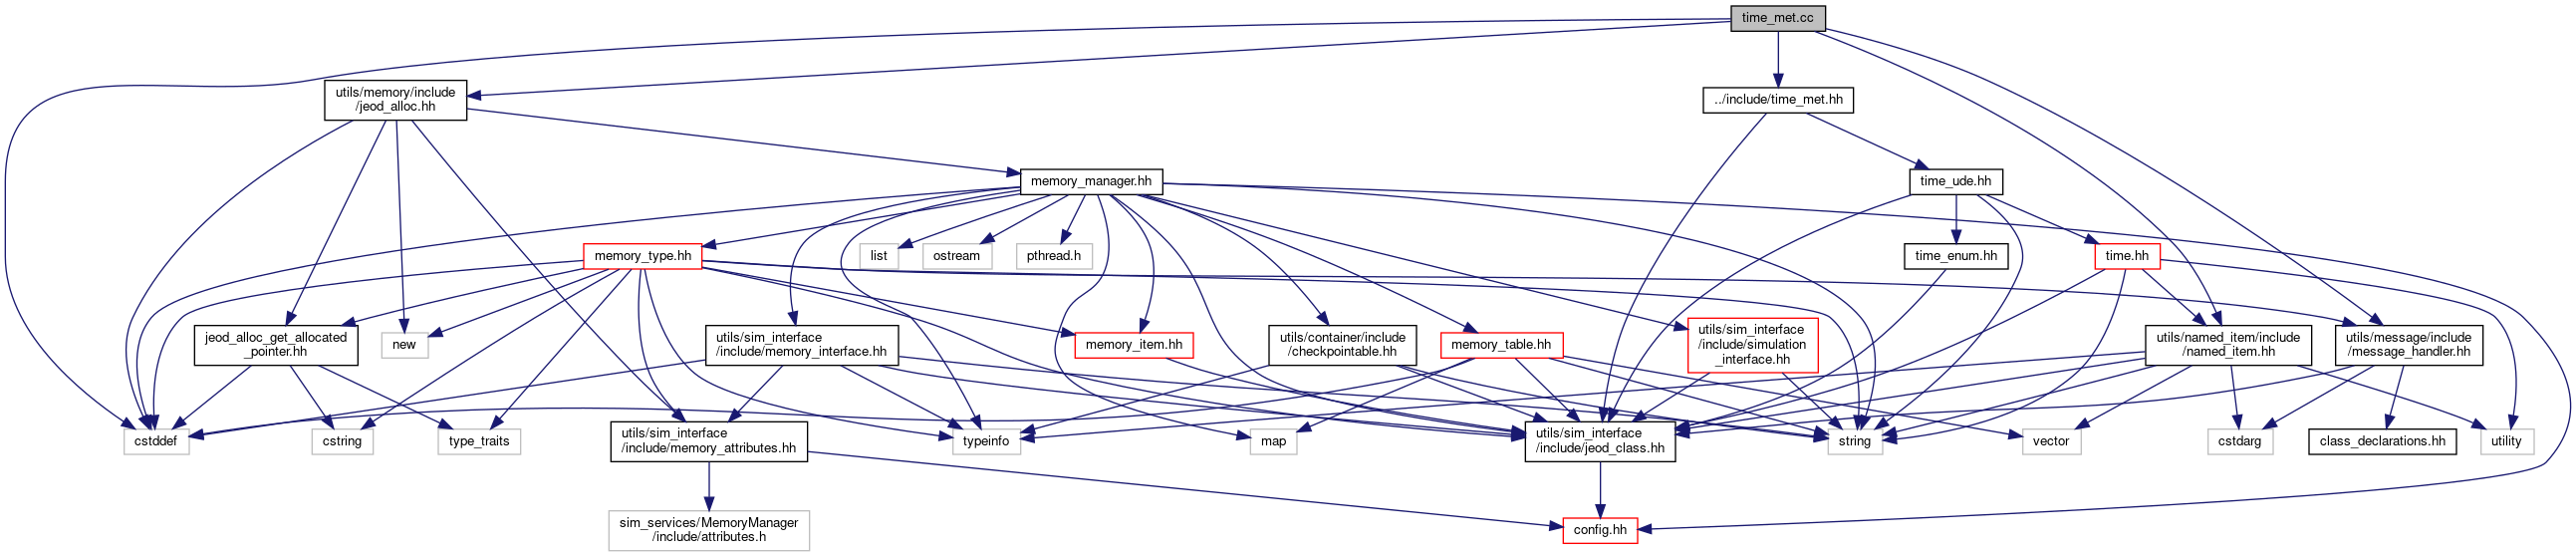 time_met.cc
utils/memory/include
/jeod_alloc.hh
../include/time_met.hh
memory_manager.hh
time_ude.hh
memory_type.hh
list
ostream
pthread.h
time_enum.hh
time.hh
jeod_alloc_get_allocated
_pointer.hh
new
utils/sim_interface
/include/memory_interface.hh
memory_item.hh
utils/container/include
/checkpointable.hh
memory_table.hh
utils/sim_interface
/include/simulation
_interface.hh
utils/named_item/include
/named_item.hh
utils/message/include
/message_handler.hh
cstddef
cstring
type_traits
utils/sim_interface
/include/memory_attributes.hh
typeinfo
map
utils/sim_interface
/include/jeod_class.hh
string
vector
cstdarg
class_declarations.hh
utility
sim_services/MemoryManager
/include/attributes.h
config.hh